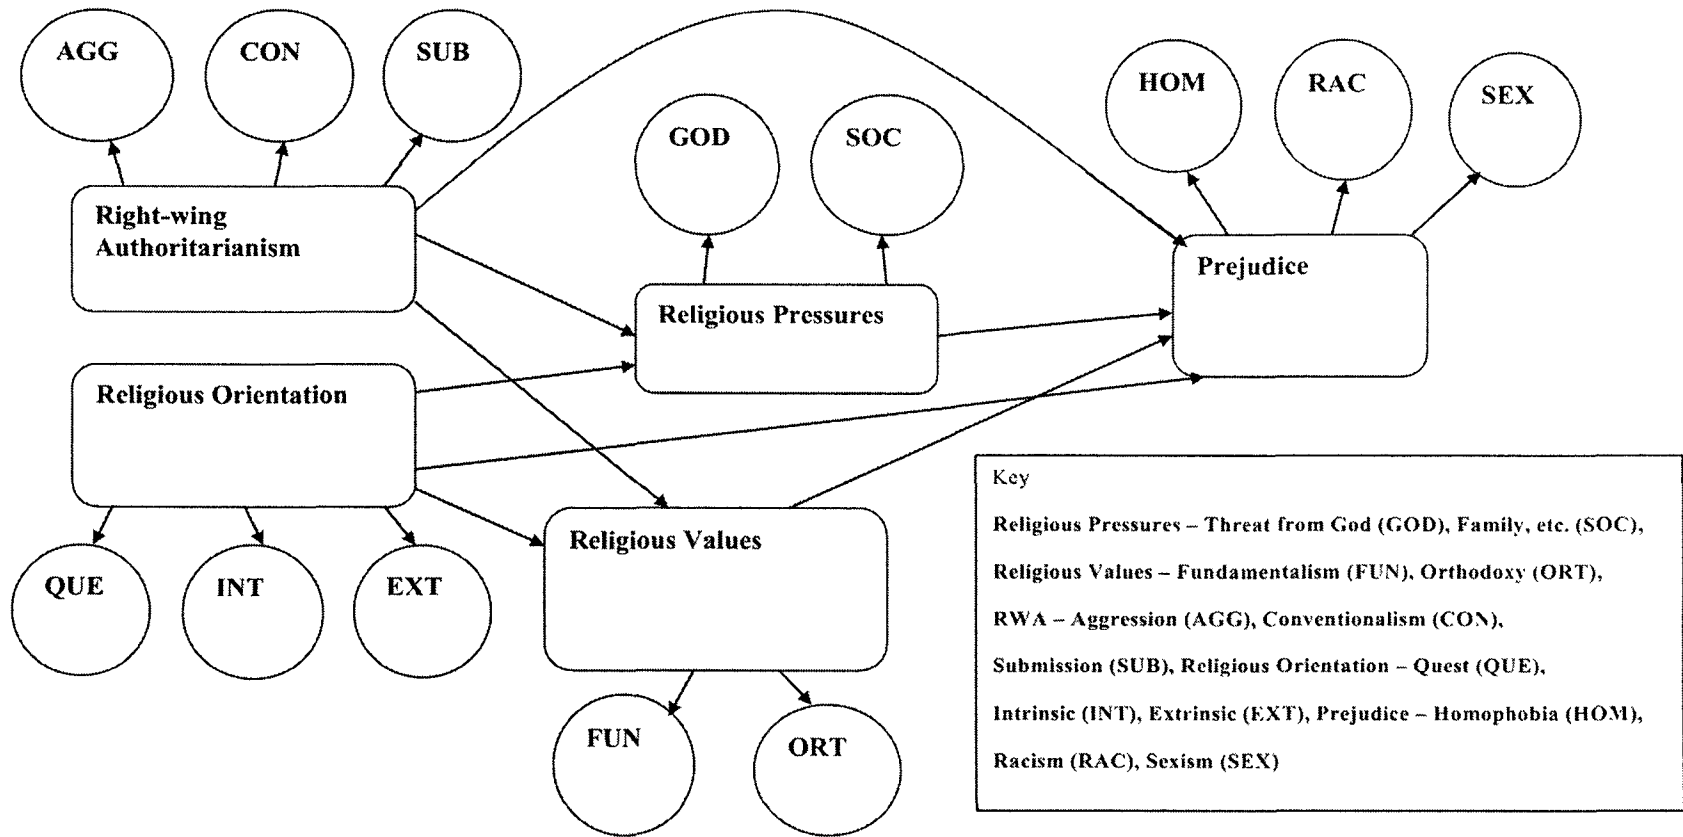 AGG
CON
SUB
HOM
RAC
SEX
GOD
SOC
Right-wing
Authoritarianism
Prejudice
Religious Pressures
Religious Orientation
Key
Religious Pressures – Threat from God (GOD), Family, etc. (SOC),
Religious Values – Fundamentalism (FUN), Orthodoxy (ORT),
RWA – Aggression (AGG), Conventionalism (CON),
Submission (SUB), Religious Orientation – Quest (QUE),
Intrinsic (INT), Extrinsic (EXT), Prejudice – Homophobia (HOM),
Racism (RAC), Sexism (SEX)
Religious Values
QUE
INT
EXT
FUN
ORT